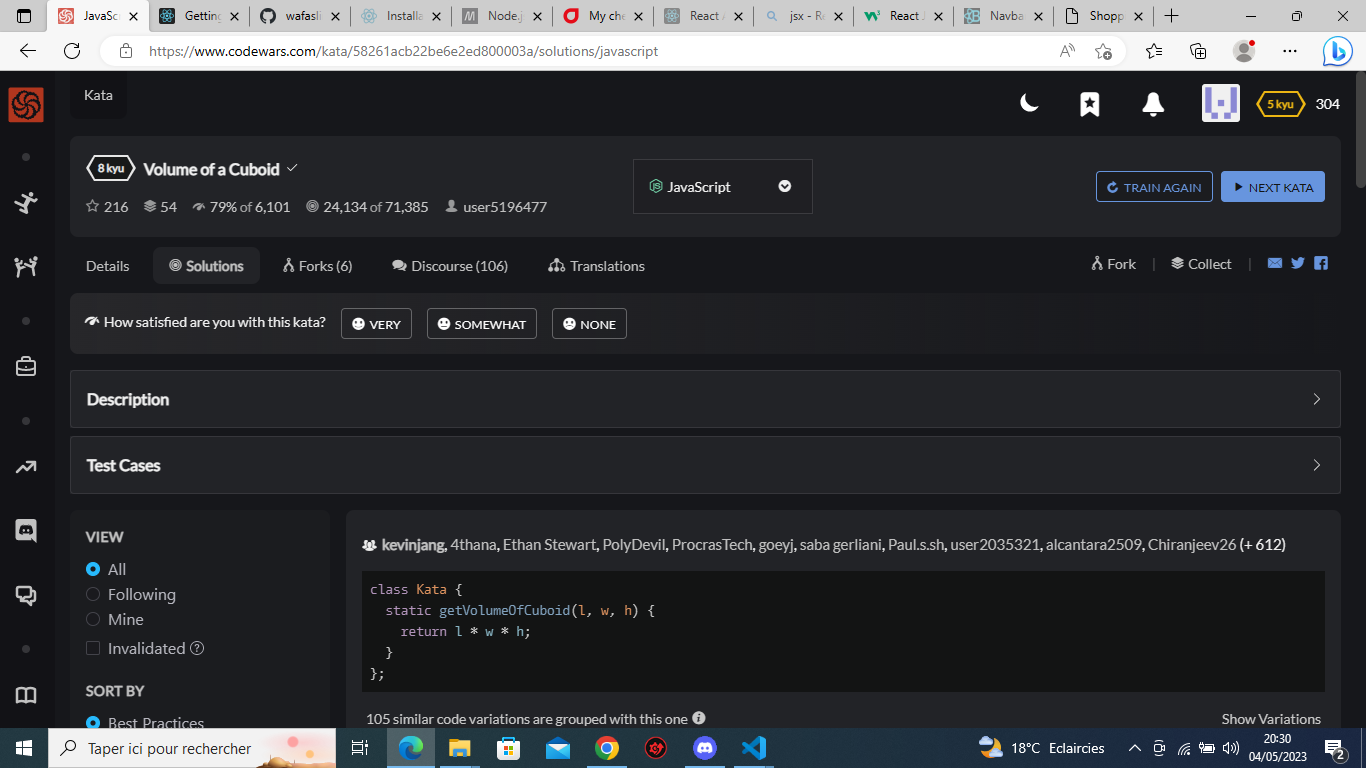 JavaSc
Getting
wafasli
Installa
Node.j
My che
React A
jsx - Re
React J
Navba
Shopp
https://www.codewars.com/kata/58261acb22be6e2ed800003a/solutions/javascript
Kata
5 kyu 304
8 kyu Volume of a Cuboid
216 54 79% of 6,101 24,134 of 71,385 user5196477
JavaScript
TRAIN AGAIN
NEXT KATA
Details Solutions Forks (6) Discourse (106) Translations
Fork | Collect |
How satisfied are you with this kata? VERY SOMEWHAT NONE
Description
Test Cases
VIEW
All
Following
Mine
Invalidated
SORT BY
Best Practices
kevinjang, 4thana, Ethan Stewart, PolyDevil, ProcrasTech, goeyj, saba gerliani, Paul.s.sh, user2035321, alcantara2509, Chiranjeev26 (+ 612)
class Kata {
static getVolumeOfCuboid(l, w, h) {
return l * w * h;
}
};
105 similar code variations are grouped with this one
Show Variations
Taper ici pour rechercher
18°C Eclaircies
20:30
04/05/2023
2